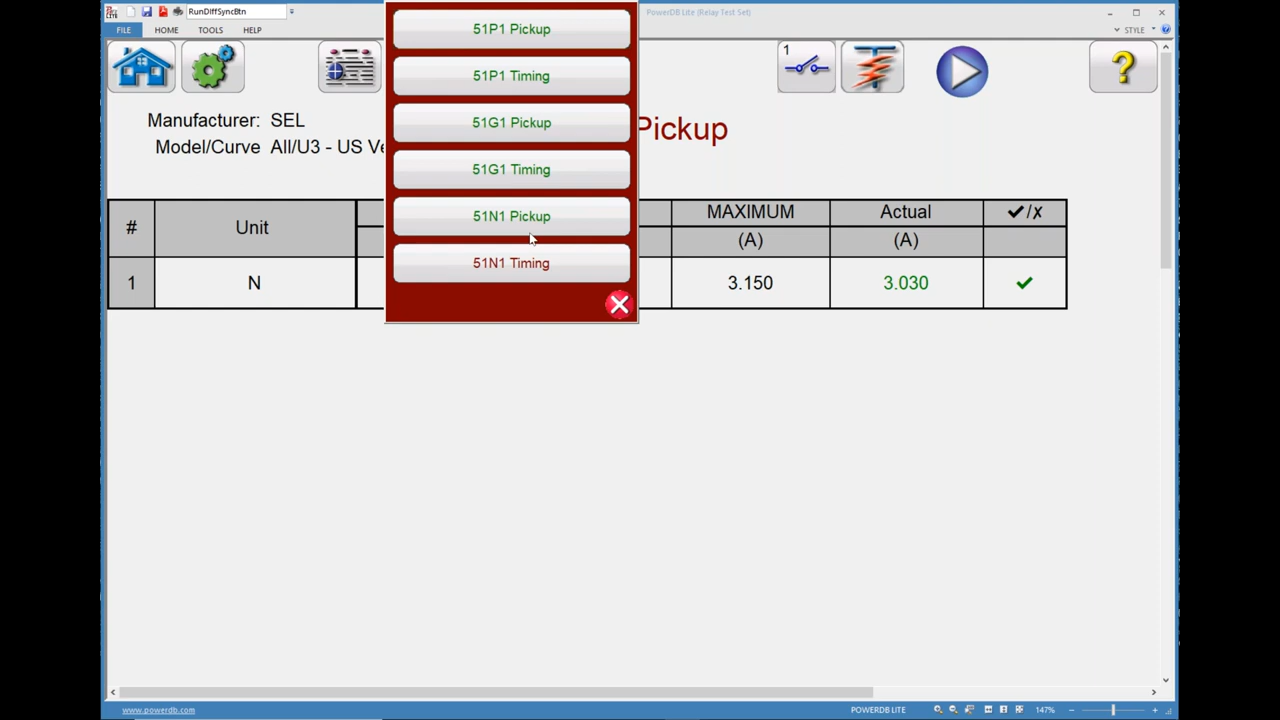 RunDiffSyncBtn
PowerDB Lite (Relay Test Set)
FILE HOME TOOLS HELP
STYLE
51P1 Pickup
51P1 Timing
51G1 Pickup
51G1 Timing
51N1 Pickup
51N1 Timing
1
?
Manufacturer: SEL
Model/Curve All/U3 - US Ve
Pickup
# Unit MAXIMUM Actual ✓/x
(A) (A)
1 N 3.150 3.030 ✓
www.powerdb.com
POWERDB LITE 147%